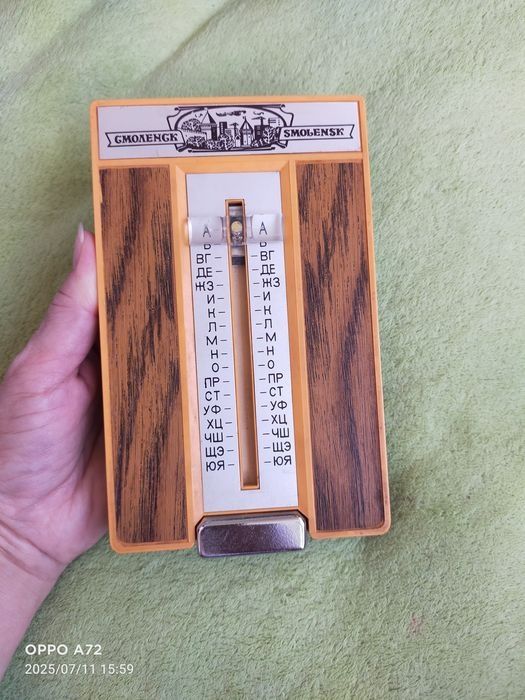 СМОЛЕНСК SMOLENSK
А А
Б Б
ВГ ВГ
ДЕ ДЕ
ЖЗ ЖЗ
И И
К К
Л Л
М М
Н Н
О О
ПР ПР
СТ СТ
УФ УФ
ХЦ ХЦ
ЧШ ЧШ
ЩЭ ЩЭ
ЮЯ ЮЯ
OPPO A72
2025/07/11 15:59